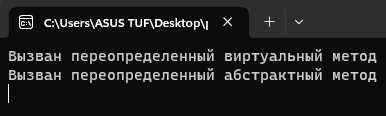 C:\Users\ASUS TUF\Desktop\
Вызван переопределенный виртуальный метод
Вызван переопределенный абстрактный метод